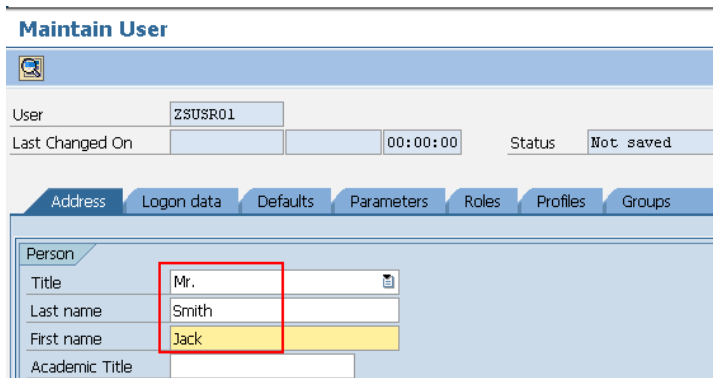 Maintain User
User ZSUSR01
Last Changed On 00:00:00 Status Not saved
Address Logon data Defaults Parameters Roles Profiles Groups
Person
Title Mr.
Last name Smith
First name Jack
Academic Title